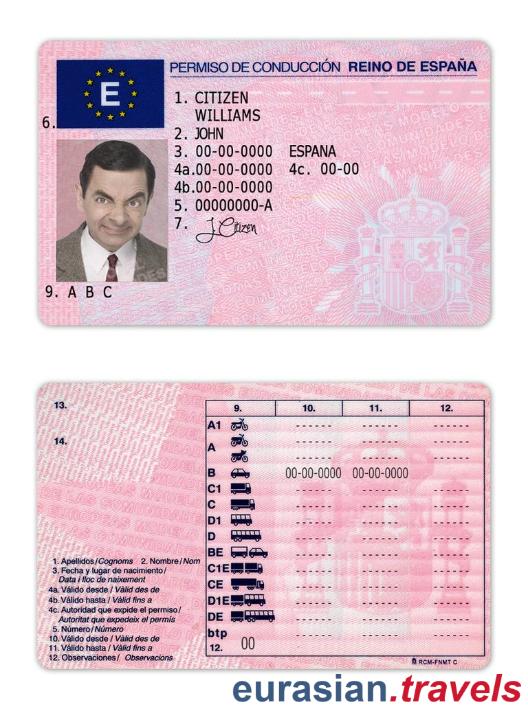 PERMISO DE CONDUCCIÓN REINO DE ESPAÑA
E
1. CITIZEN
WILLIAMS
2. JOHN
3. 00-00-0000 ESPANA
4a.00-00-0000 4c. 00-00
4b.00-00-0000
5. 00000000-A
6.
7. J Citizen
9. A B C
13.
14.
9. 10. 11. 12.
A1
A
B 00-00-0000 00-00-0000
C1
C
D1
D
BE
C1E
CE
D1E
DE
btp
12. 00
1. Apellidos/Cognoms 2. Nombre/Nom
3. Fecha y lugar de nacimiento/
Data i lloc de naixement
4a. Válido desde / Vàlid des de
4b. Válido hasta / Vàlid fins a
4c. Autoridad que expide el permiso/
Autoritat que expedeix el permís
5. Número/Número
10. Válido desde / Vàlid des de
11. Válido hasta / Vàlid fins a
12. Observaciones/ Observacions
RCM-FNMT C
eurasian.travels